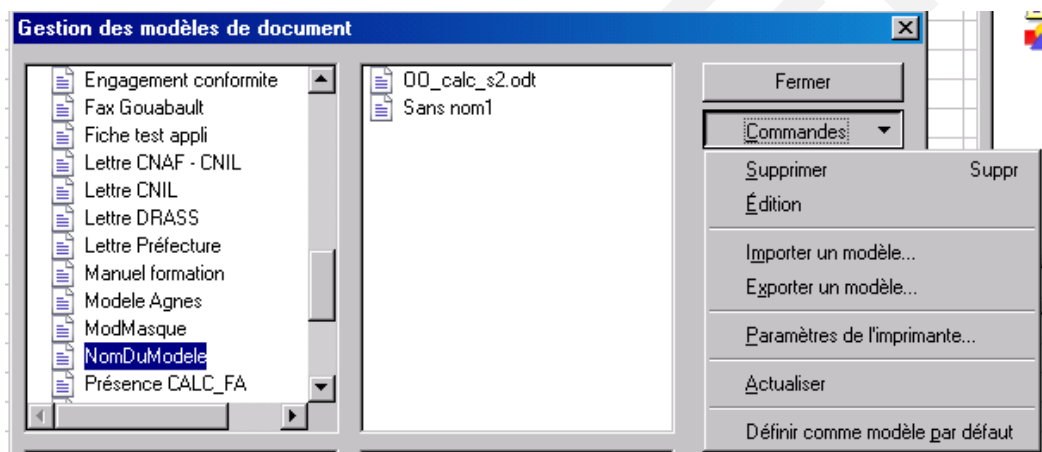 Gestion des modèles de document
Engagement conformite
Fax Gouabault
Fiche test appli
Lettre CNAF - CNIL
Lettre CNIL
Lettre DRASS
Lettre Préfecture
Manuel formation
Modele Agnes
ModMasque
NomDuModele
Présence CALC_FA
OO_calc_s2.odt
Sans nom1
Fermer
Commandes
Supprimer Suppr
Édition
Importer un modèle...
Exporter un modèle...
Paramètres de l'imprimante...
Actualiser
Définir comme modèle par défaut